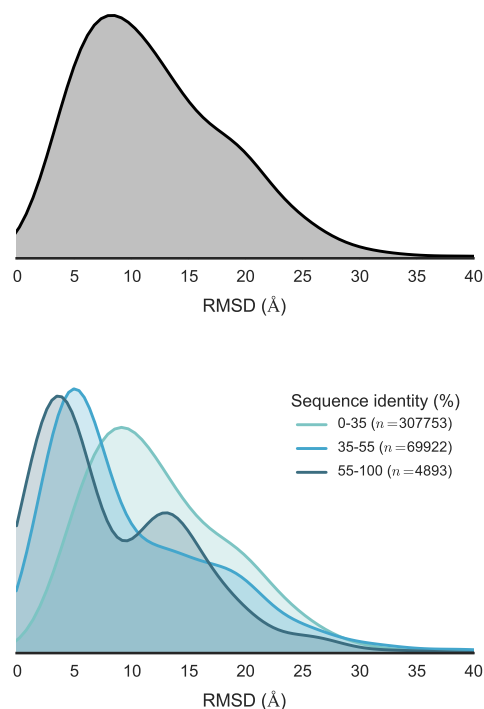 0 5 10 15 20 25 30 35 40
RMSD (Å)
Sequence identity (%)
0-35 (n=307753)
35-55 (n=69922)
55-100 (n=4893)
0 5 10 15 20 25 30 35 40
RMSD (Å)